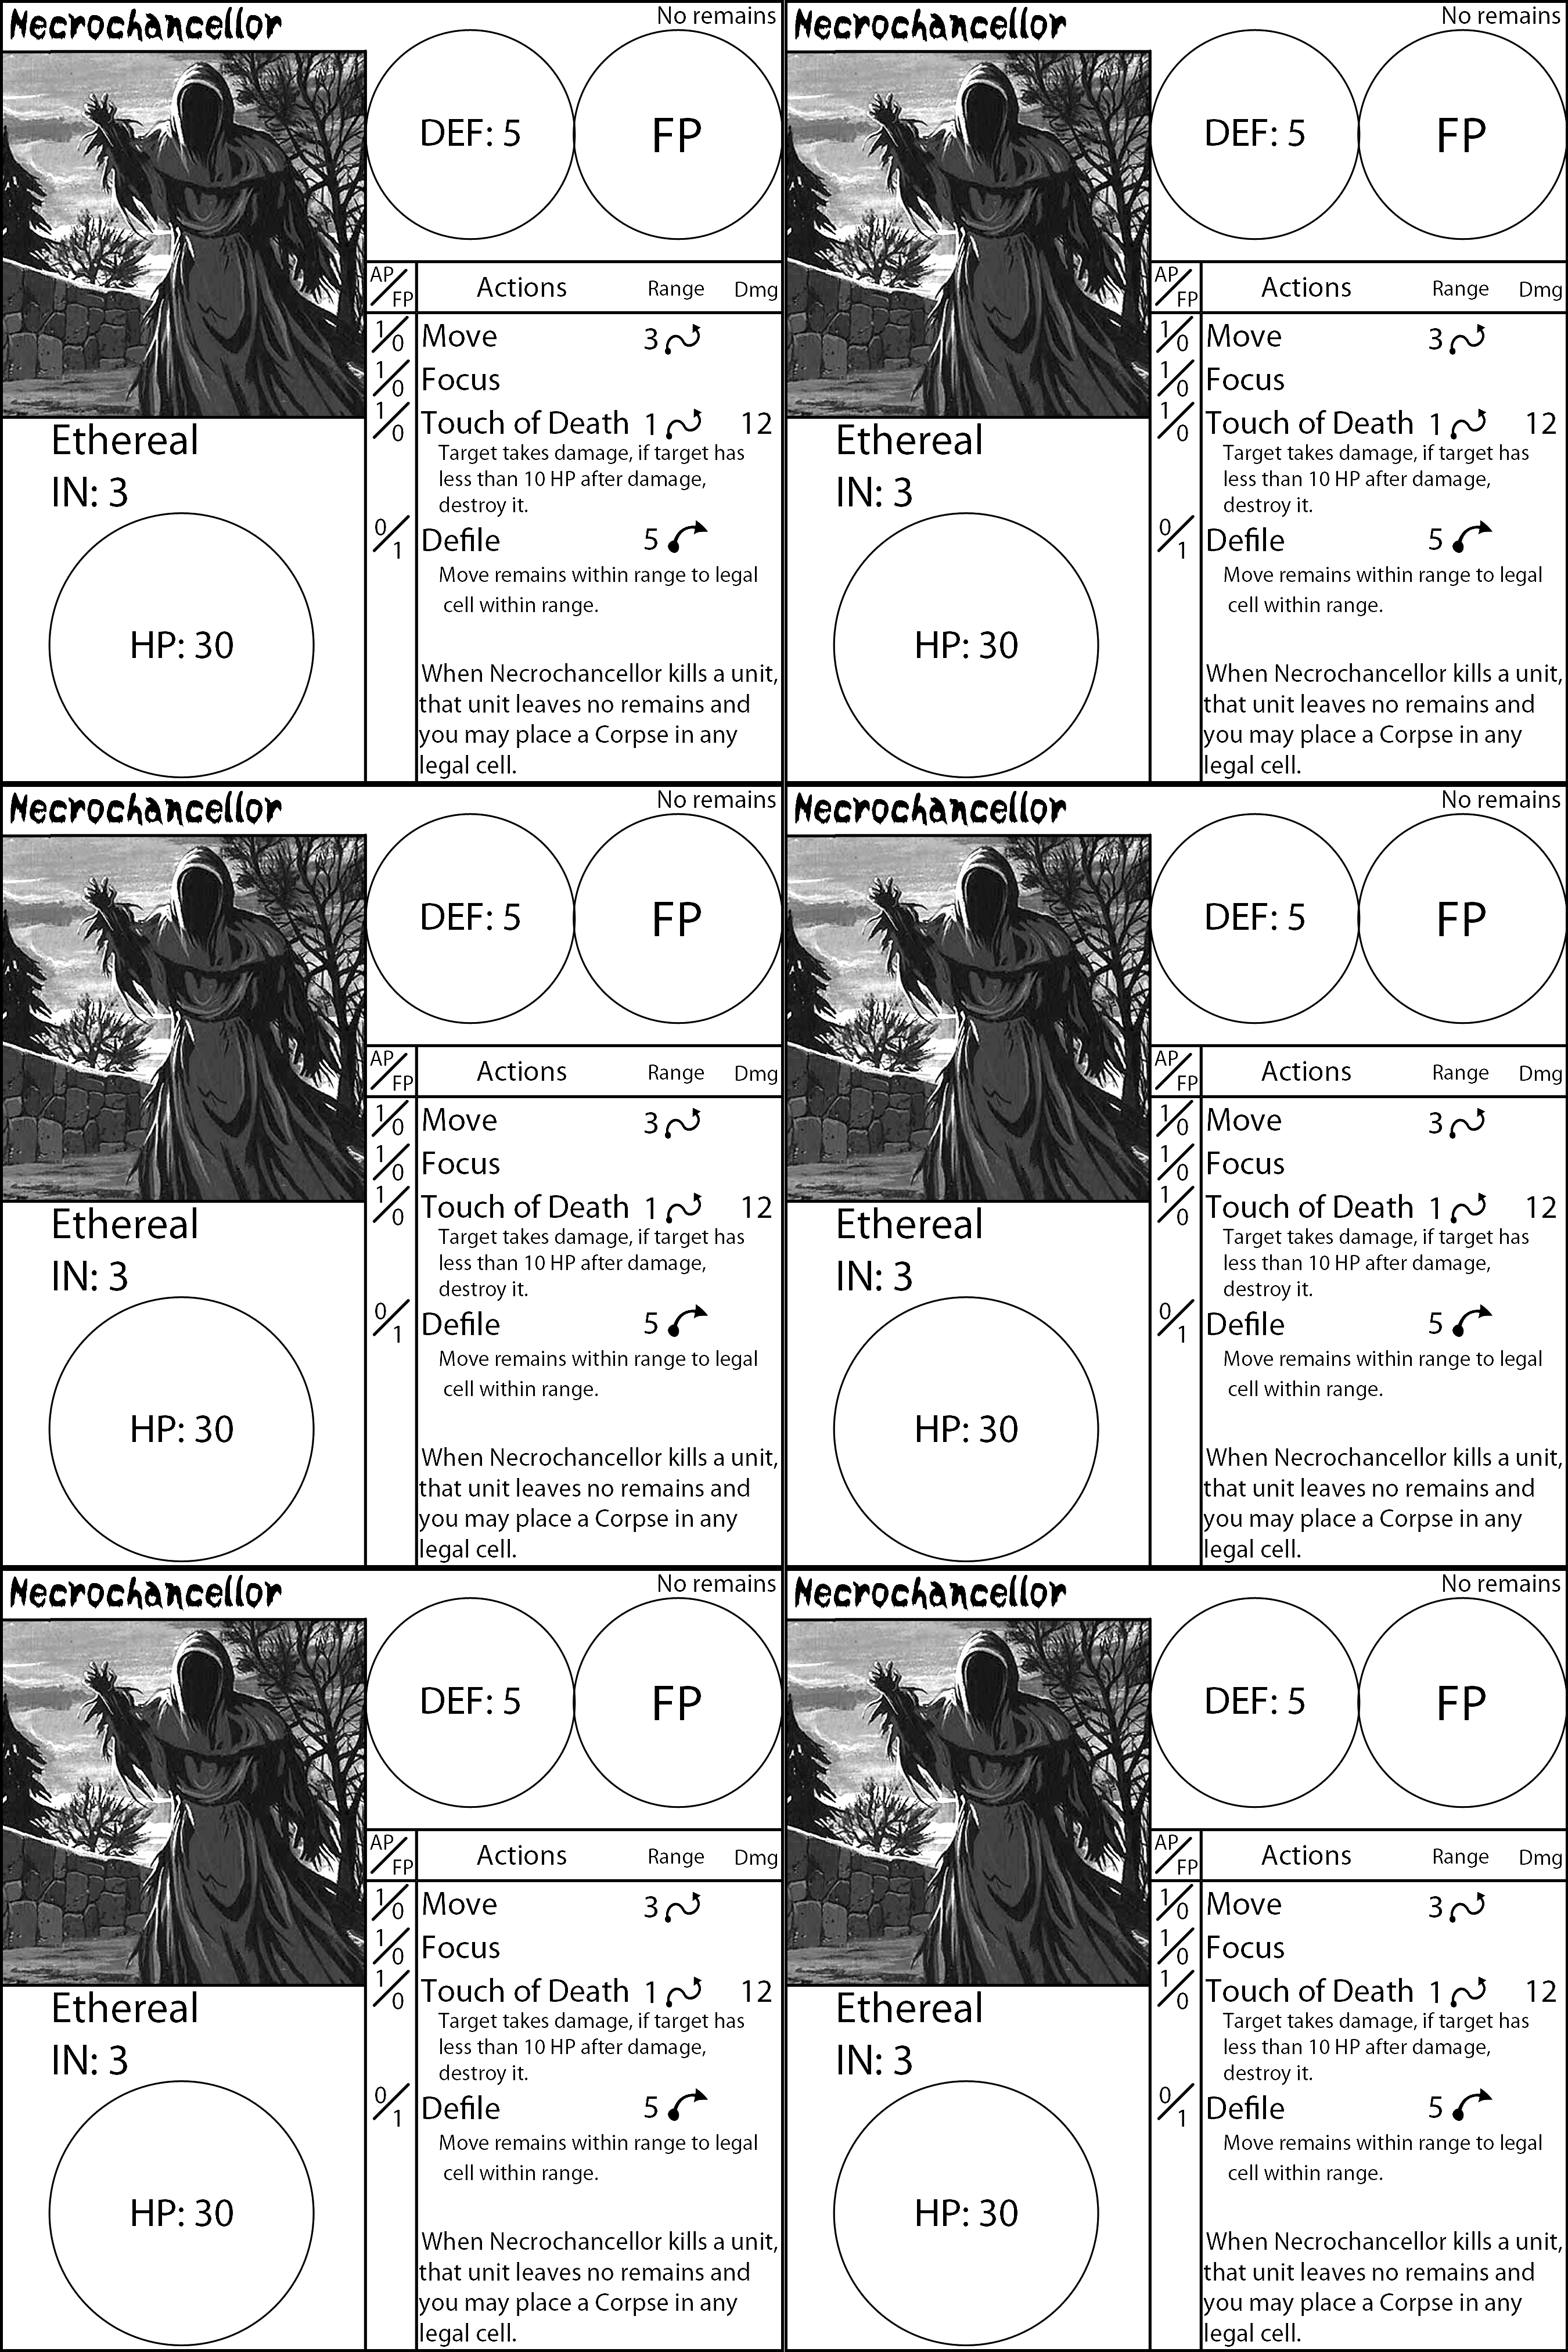 Necrochancellor
No remains
DEF: 5
FP
AP/FP Actions Range Dmg
1/0 Move 3
1/0 Focus
1/0 Touch of Death 1 12
Target takes damage, if target has
less than 10 HP after damage,
destroy it.
0/1 Defile 5
Move remains within range to legal
cell within range.
When Necrochancellor kills a unit,
that unit leaves no remains and
you may place a Corpse in any
legal cell.
Ethereal
IN: 3
HP: 30
Necrochancellor
No remains
DEF: 5
FP
AP/FP Actions Range Dmg
1/0 Move 3
1/0 Focus
1/0 Touch of Death 1 12
Target takes damage, if target has
less than 10 HP after damage,
destroy it.
0/1 Defile 5
Move remains within range to legal
cell within range.
When Necrochancellor kills a unit,
that unit leaves no remains and
you may place a Corpse in any
legal cell.
Ethereal
IN: 3
HP: 30
Necrochancellor
No remains
DEF: 5
FP
AP/FP Actions Range Dmg
1/0 Move 3
1/0 Focus
1/0 Touch of Death 1 12
Target takes damage, if target has
less than 10 HP after damage,
destroy it.
0/1 Defile 5
Move remains within range to legal
cell within range.
When Necrochancellor kills a unit,
that unit leaves no remains and
you may place a Corpse in any
legal cell.
Ethereal
IN: 3
HP: 30
Necrochancellor
No remains
DEF: 5
FP
AP/FP Actions Range Dmg
1/0 Move 3
1/0 Focus
1/0 Touch of Death 1 12
Target takes damage, if target has
less than 10 HP after damage,
destroy it.
0/1 Defile 5
Move remains within range to legal
cell within range.
When Necrochancellor kills a unit,
that unit leaves no remains and
you may place a Corpse in any
legal cell.
Ethereal
IN: 3
HP: 30
Necrochancellor
No remains
DEF: 5
FP
AP/FP Actions Range Dmg
1/0 Move 3
1/0 Focus
1/0 Touch of Death 1 12
Target takes damage, if target has
less than 10 HP after damage,
destroy it.
0/1 Defile 5
Move remains within range to legal
cell within range.
When Necrochancellor kills a unit,
that unit leaves no remains and
you may place a Corpse in any
legal cell.
Ethereal
IN: 3
HP: 30
Necrochancellor
No remains
DEF: 5
FP
AP/FP Actions Range Dmg
1/0 Move 3
1/0 Focus
1/0 Touch of Death 1 12
Target takes damage, if target has
less than 10 HP after damage,
destroy it.
0/1 Defile 5
Move remains within range to legal
cell within range.
When Necrochancellor kills a unit,
that unit leaves no remains and
you may place a Corpse in any
legal cell.
Ethereal
IN: 3
HP: 30